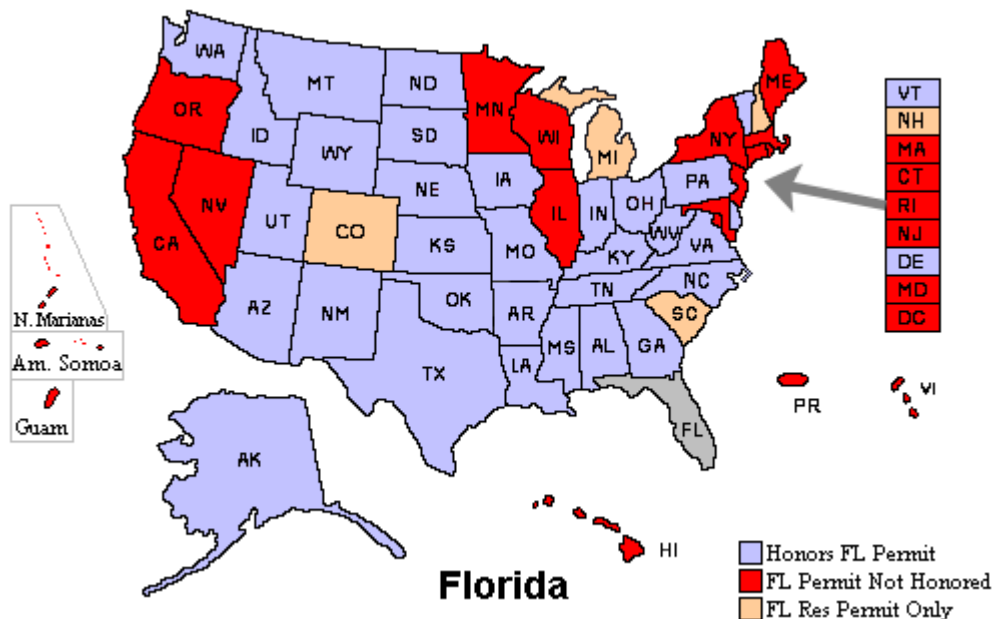 WA
MT
ND
MN
ME
OR
ID
SD
WI
NY
VT
NH
MA
CT
RI
NJ
DE
MD
DC
WY
MI
IA
NE
PA
NV
UT
CO
IL
IN
OH
WV
VA
CA
KS
MO
KY
NC
TN
AZ
NM
OK
AR
SC
MS
AL
GA
TX
LA
FL
N. Marianas
Am. Somoa
Guam
PR
VI
AK
HI
Florida
Honors FL Permit
FL Permit Not Honored
FL Res Permit Only